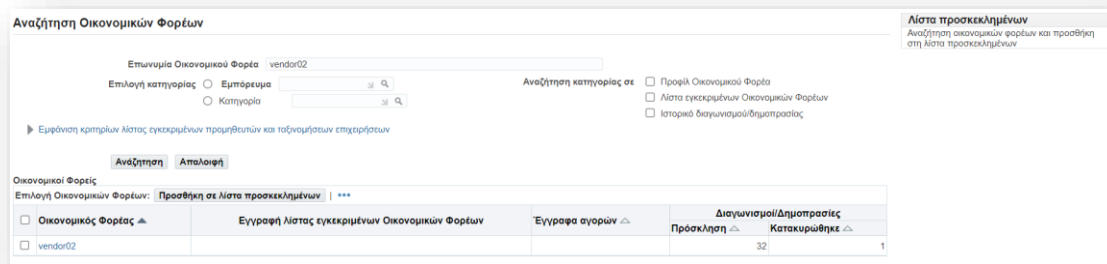 Αναζήτηση Οικονομικών Φορέων
Λίστα προσκεκλημένων
Αναζήτηση οικονομικών φορέων και προσθήκη
στη λίστα προσκεκλημένων
Επωνυμία Οικονομικού Φορέα vendor02
Επιλογή κατηγορίας Εμπόρευμα
Κατηγορία
Αναζήτηση κατηγορίας σε Προφίλ Οικονομικού Φορέα
Λίστα εγκεκριμένων Οικονομικών Φορέων
Ιστορικό διαγωνισμού/δημοπρασίας
Εμφάνιση κριτηρίων λίστας εγκεκριμένων προμηθευτών και ταξινομήσεων επιχειρήσεων
Ανάζητηση Απαλοιφή
Οικονομικοί Φορείς
Επιλογή Οικονομικών Φορέων: Προσθήκη σε λίστα προσκεκλημένων | •••
Οικονομικός Φορέας Εγγραφή λίστας εγκεκριμένων Οικονομικών Φορέων Έγγραφα αγορών Διαγωνισμοί/Δημοπρασίες
Πρόσκληση Κατακυρώθηκε
vendor02 32 1